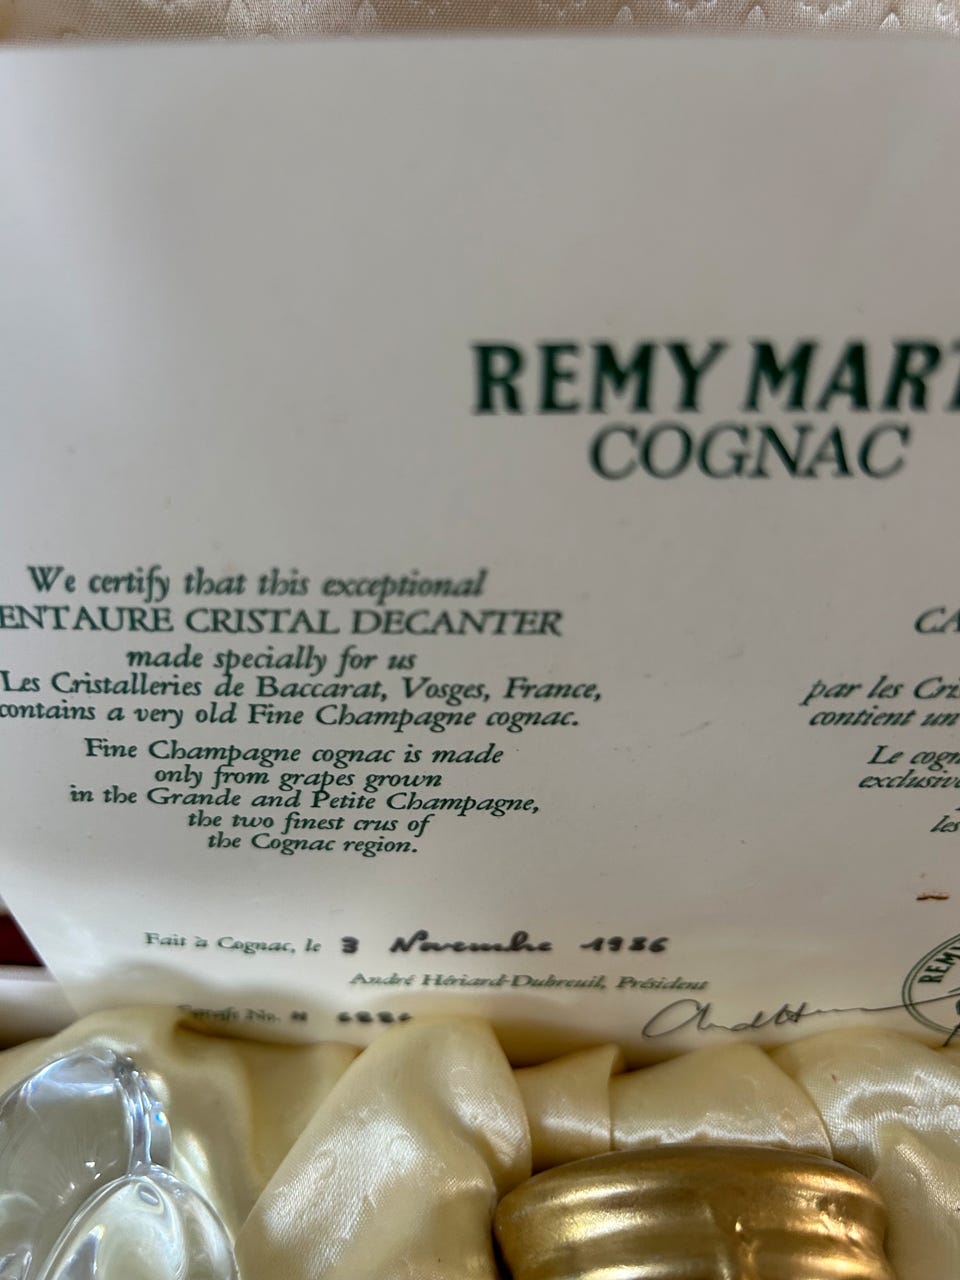 REMY MART
COGNAC
We certify that this exceptional
ENTAURE CRISTAL DECANTER
made specially for us
Les Cristalleries de Baccarat, Vosges, France,
contains a very old Fine Champagne cognac.
Fine Champagne cognac is made
only from grapes grown
in the Grande and Petite Champagne,
the two finest crus of
the Cognac region.
CA
par les Cri
contient un
Le cogn
exclusive
les
Fait à Cognac, le 3 Novembre 1986
André Hériard-Dubreuil, Président
No. N
REMY